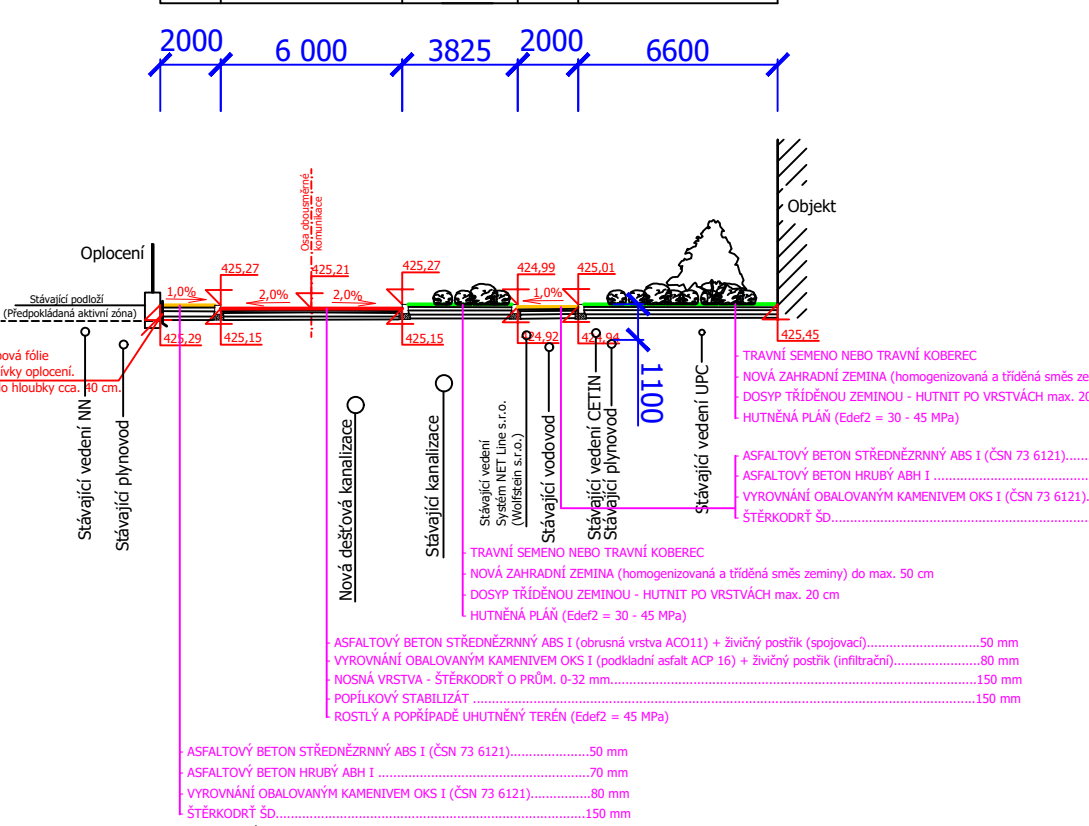 2000
6 000
3825
2000
6600
Osa obousměrné
komunikace
Objekt
Oplocení
425,27
425,21
425,27
424,99
425,01
Stávající podloží
(Předpokládaná aktivní zóna)
1,0%
2,0%
2,0%
1,0%
425,29
425,15
425,15
424,92
424,94
425,45
1100
pová fólie
ívky oplocení.
do hloubky cca. 40 cm.
Stávající vedení NN
Stávající plynovod
Nová dešťová kanalizace
Stávající kanalizace
Stávající vedení
Systém NET Line s.r.o.
(Wolfstein s.r.o.)
Stávající vodovod
Stávající vedení CETIN
Stávající plynovod
Stávající vedení UPC
TRAVNÍ SEMENO NEBO TRAVNÍ KOBEREC
NOVÁ ZAHRADNÍ ZEMINA (homogenizovaná a tříděná směs ze
DOSYP TŘÍDĚNOU ZEMINOU - HUTNIT PO VRSTVÁCH max. 20
HUTNĚNÁ PLÁŇ (Edef2 = 30 - 45 MPa)
ASFALTOVÝ BETON STŘEDNĚZRNNÝ ABS I (ČSN 73 6121)......
ASFALTOVÝ BETON HRUBÝ ABH I ...............................
VYROVNÁNÍ OBALOVANÝM KAMENIVEM OKS I (ČSN 73 6121).
ŠTĚRKODRŤ ŠD....................................................
TRAVNÍ SEMENO NEBO TRAVNÍ KOBEREC
NOVÁ ZAHRADNÍ ZEMINA (homogenizovaná a tříděná směs zeminy) do max. 50 cm
DOSYP TŘÍDĚNOU ZEMINOU - HUTNIT PO VRSTVÁCH max. 20 cm
HUTNĚNÁ PLÁŇ (Edef2 = 30 - 45 MPa)
ASFALTOVÝ BETON STŘEDNĚZRNNÝ ABS I (obrusná vrstva ACO11) + živičný postřik (spojovací)......................50 mm
VYROVNÁNÍ OBALOVANÝM KAMENIVEM OKS I (podkladní asfalt ACP 16) + živičný postřik (infiltrační).................80 mm
NOSNÁ VRSTVA - ŠTĚRKODRŤ O PRŮM. 0-32 mm.......................................................................150 mm
POPÍLKOVÝ STABILIZÁT ..........................................................................................................150 mm
ROSTLÝ A POPŘÍPADĚ UHUTNĚNÝ TERÉN (Edef2 = 45 MPa)
ASFALTOVÝ BETON STŘEDNĚZRNNÝ ABS I (ČSN 73 6121)...............50 mm
ASFALTOVÝ BETON HRUBÝ ABH I .........................................70 mm
VYROVNÁNÍ OBALOVANÝM KAMENIVEM OKS I (ČSN 73 6121)............80 mm
ŠTĚRKODRŤ ŠD.............................................................150 mm